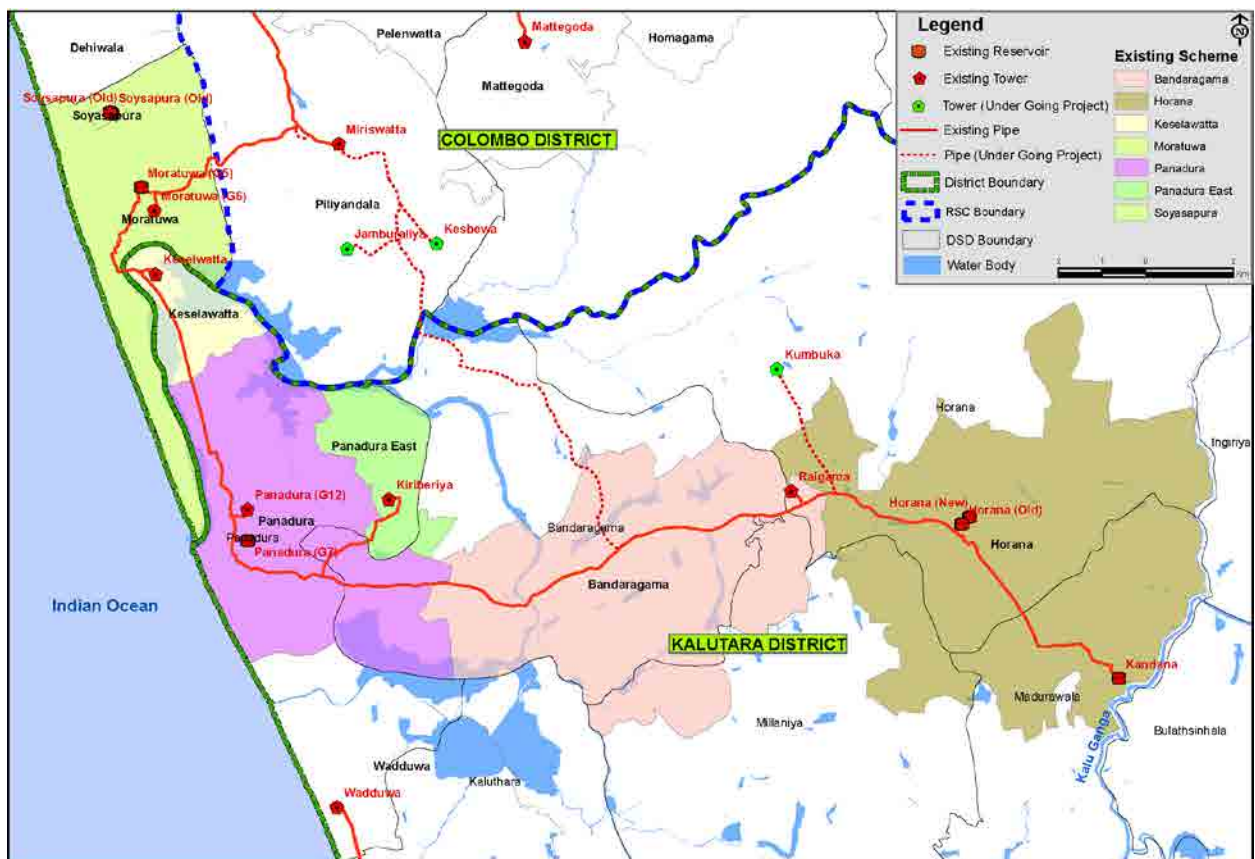 Dehiwala
Pelenwatta
Mattegoda
Homagama
Mattegoda
Soysapura (Old)
Soysapura (Old)
Soyasapura
Miriswatta
COLOMBO DISTRICT
Moratuwa (G5)
Moratuwa (G6)
Moratuwa
Piliyandala
Jamburaliya
Kesbewa
Keselwatta
Keselawatta
Kumbuka
Horana
Ingiriya
Panadura East
Kiriberiya
Raigama
Panadura (G12)
Panadura
Panadura
Panadura (G7)
Bandaragama
Bandaragama
Horana (New)
Horana (Old)
Horana
Indian Ocean
KALUTARA DISTRICT
Kandana
Madurawala
Millaniya
Bulathsinhala
Kalu Ganga
Wadduwa
Kaluthara
Wadduwa
Legend
Existing Reservoir
Existing Tower
Tower (Under Going Project)
Existing Pipe
Pipe (Under Going Project)
District Boundary
RSC Boundary
DSD Boundary
Water Body
N
Existing Scheme
Bandaragama
Horana
Keselawatta
Moratuwa
Panadura
Panadura East
Soyasapura